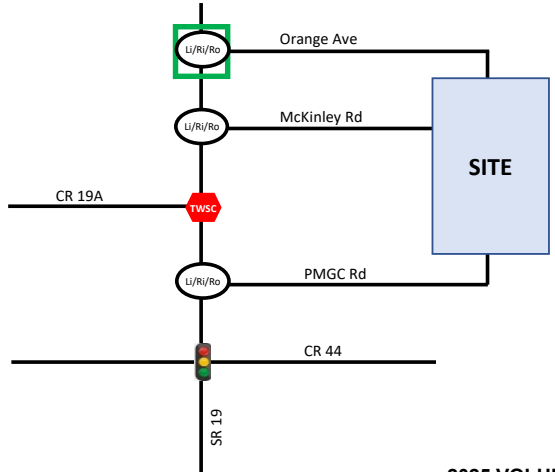 Li/Ri/Ro
Orange Ave
Li/Ri/Ro
McKinley Rd
SITE
CR 19A
TWSC
Li/Ri/Ro
PMGC Rd
CR 44
SR 19